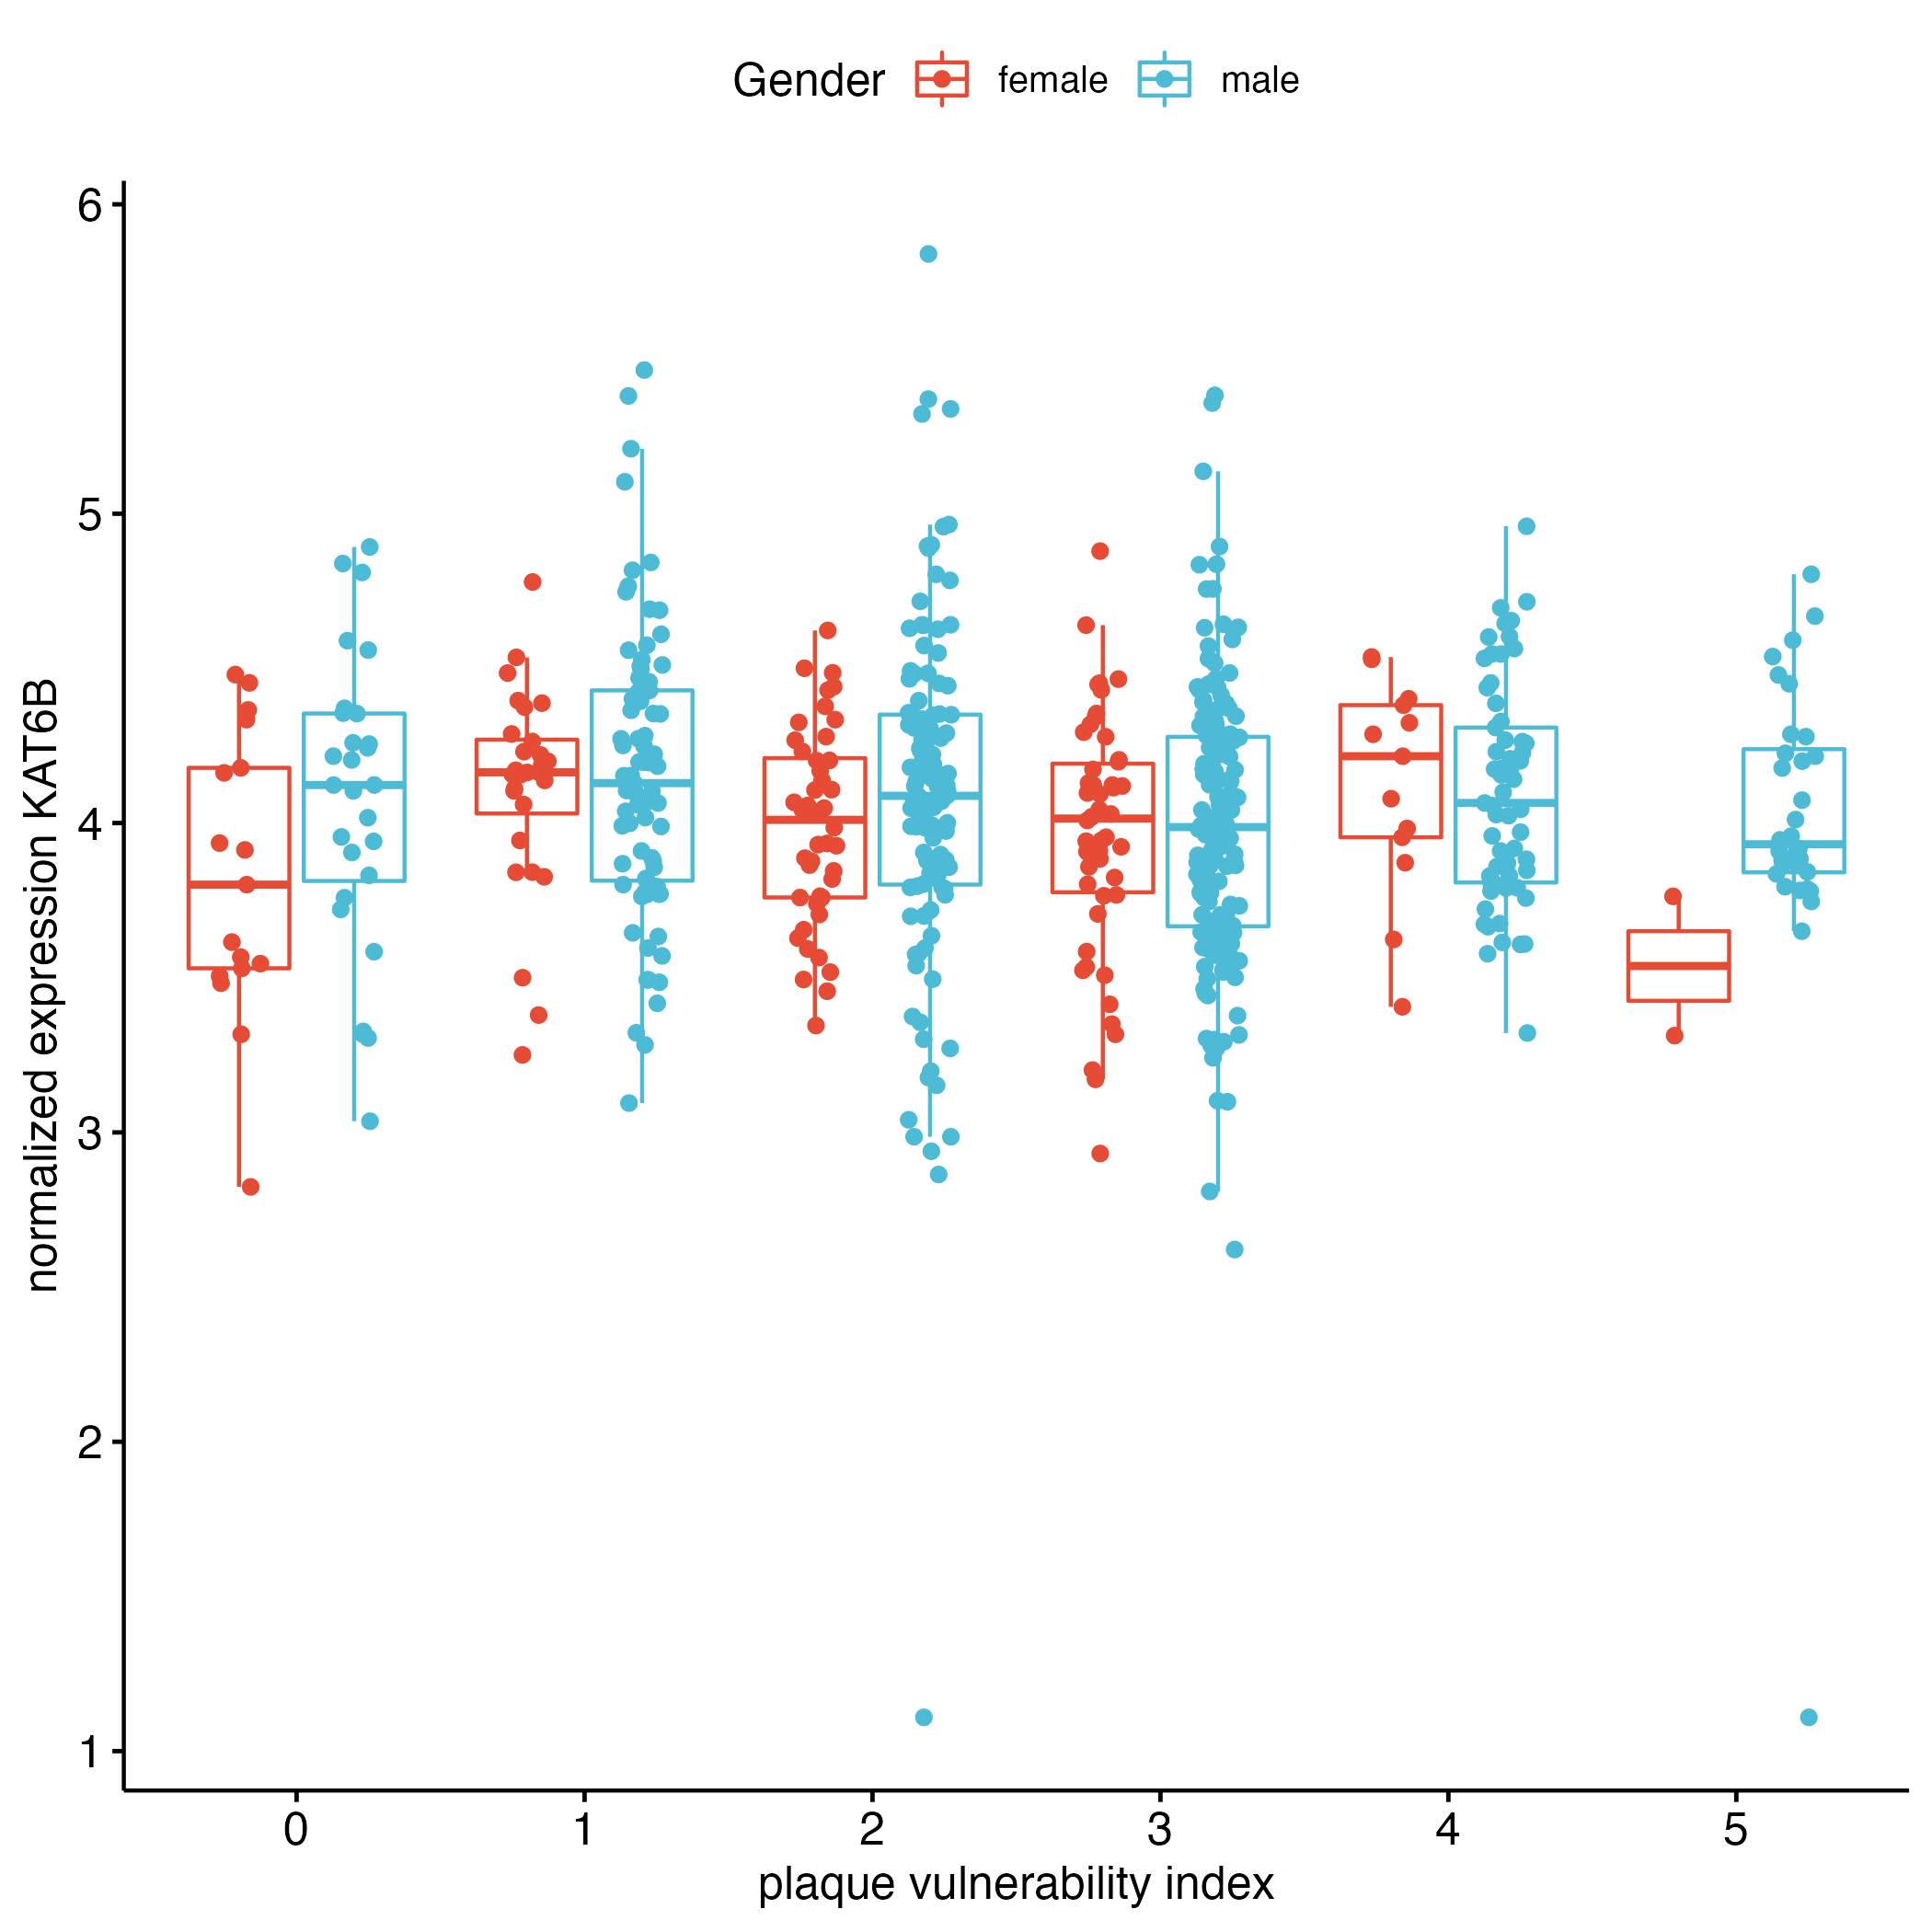 Gender female male
normalized expression KAT6B
6
5
4
3
2
1
0 1 2 3 4 5
plaque vulnerability index